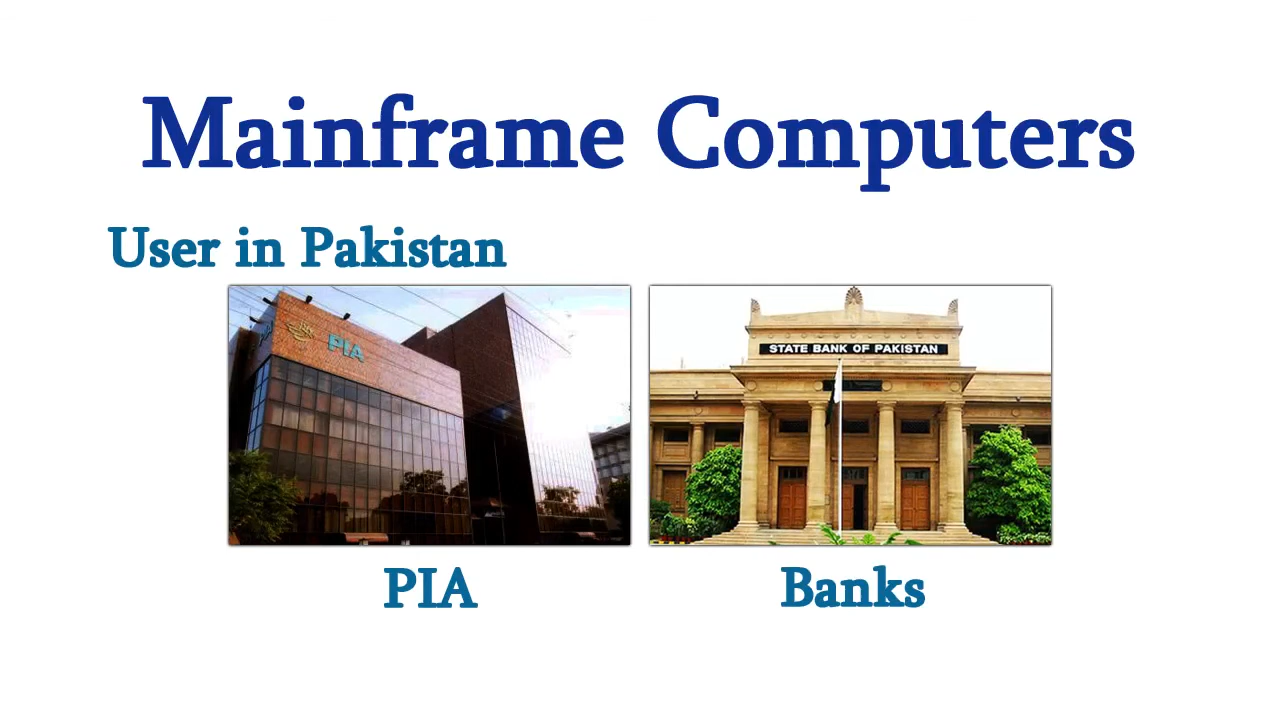 Mainframe Computers
User in Pakistan
PIA
STATE BANK OF PAKISTAN
PIA
Banks